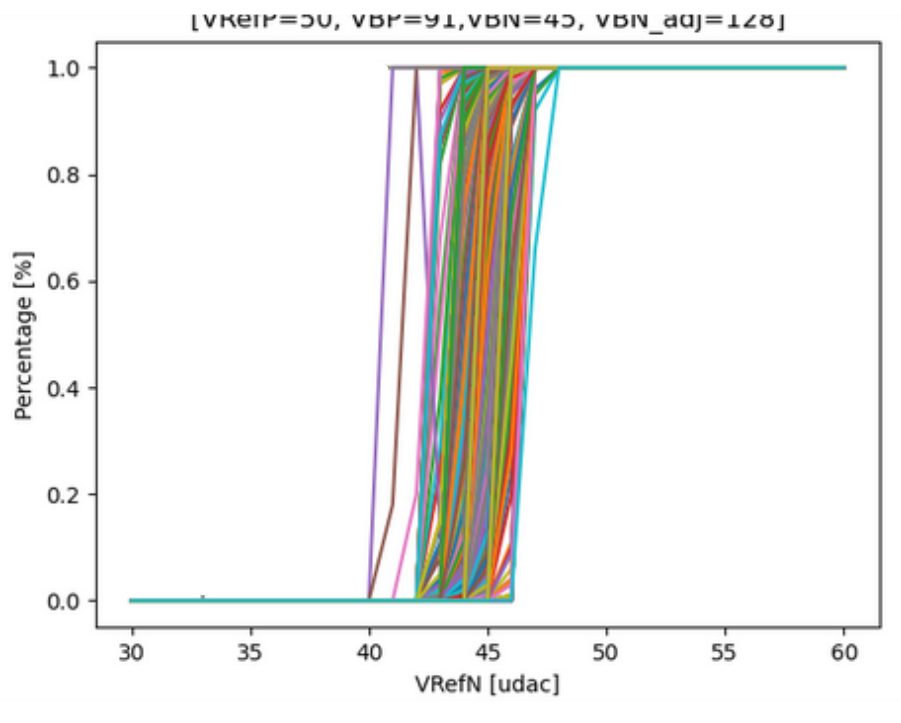 [VRefP=50, VBP=91,VBN=45, VBN_adj=128]
1.0
0.8
0.6
0.4
0.2
0.0
Percentage [%]
30 35 40 45 50 55 60
VRefN [udac]